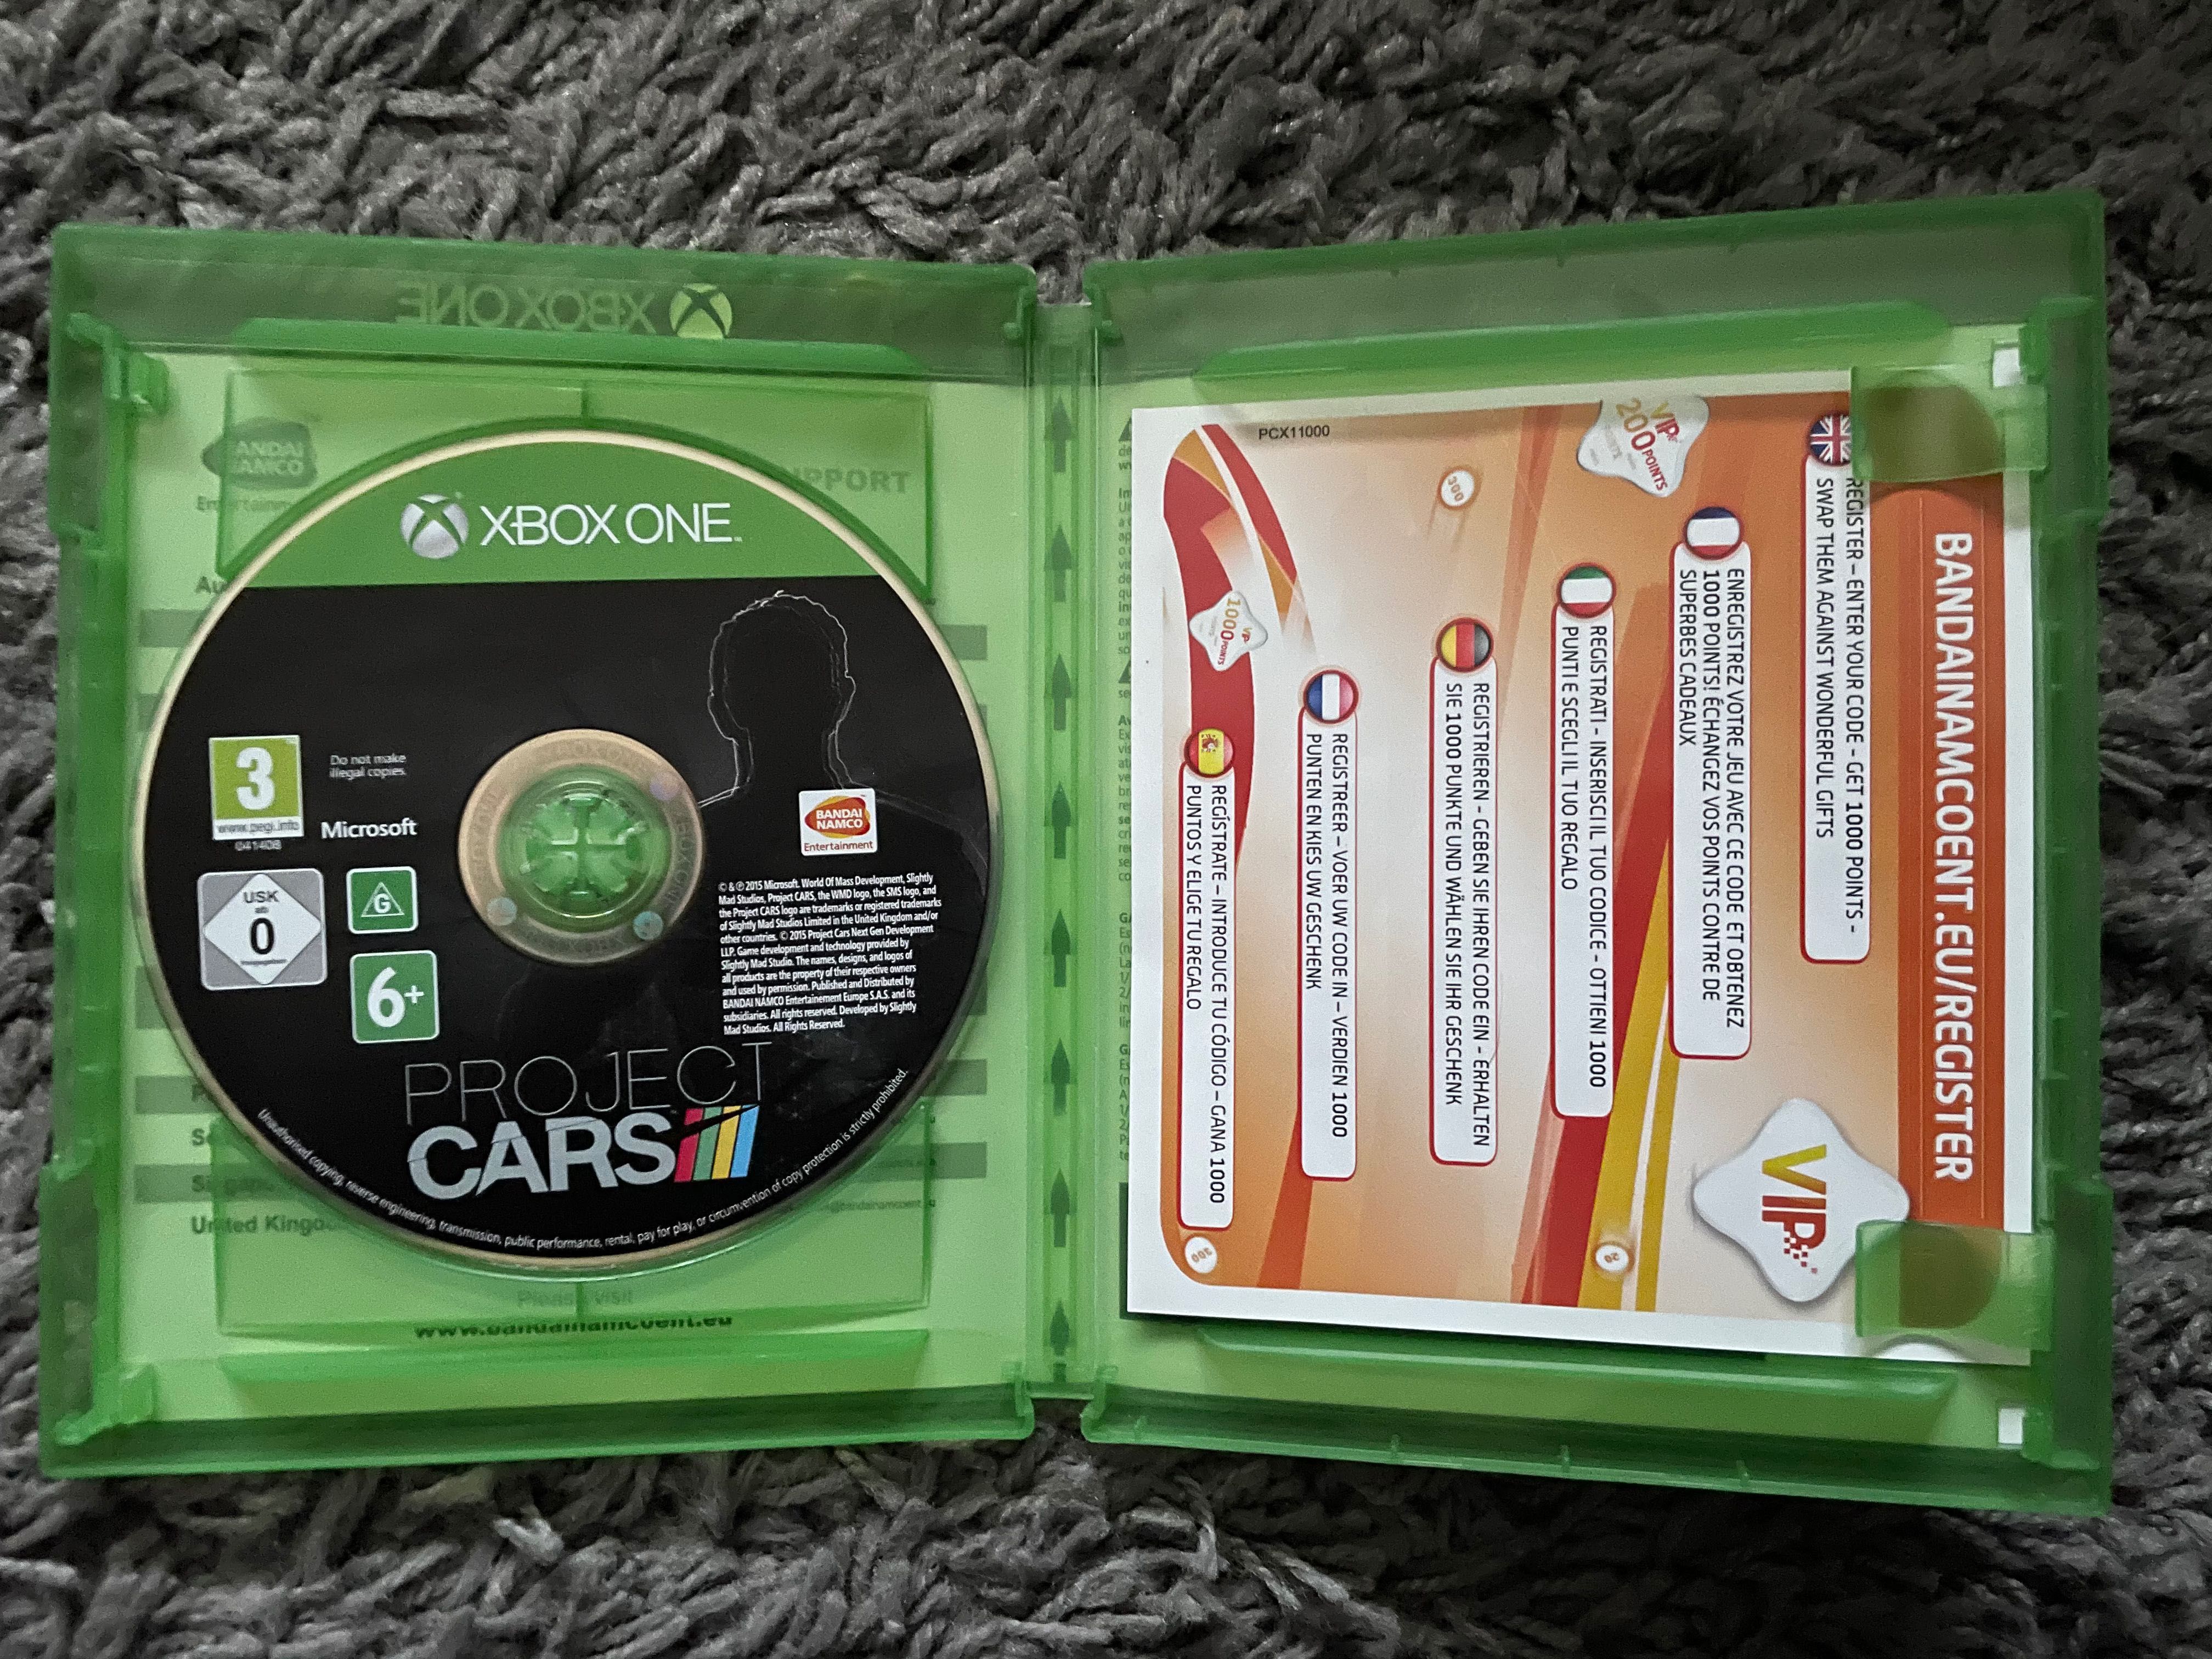 XBOX ONE
BANDAI
NAMCO
SUPPORT
XBOX ONE
3
www.pegi.info
Do not make
illegal copies.
Microsoft
USK
ab
0
G
6+
BANDAI
NAMCO
Entertainment
© & ℗ 2015 Microsoft. World Of Mass Development, Slightly
Mad Studios, Project CARS, the WMD logo, the SMS logo, and
the Project CARS logo are trademarks or registered trademarks
of Slightly Mad Studios Limited in the United Kingdom and/or
other countries. © 2015 Project Cars Next Gen Development
LLP. Game development and technology provided by
Slightly Mad Studio. The names, designs, and logos of
all products are the property of their respective owners
and used by permission. Published and Distributed by
BANDAI NAMCO Entertainement Europe S.A.S. and its
subsidiaries. All rights reserved. Developed by Slightly
Mad Studios. All Rights Reserved.
PROJECT
CARS
Unauthorised copying, reverse engineering, transmission, public performance, rental, pay for play, or circumvention of copy protection is strictly prohibited.
United Kingdo
Please visit
www.bandainamcoent.eu
PCX11000
BANDAINAMCOENT.EU/REGISTER
REGISTER – ENTER YOUR CODE – GET 1000 POINTS –
SWAP THEM AGAINST WONDERFUL GIFTS
ENREGISTREZ VOTRE JEU AVEC CE CODE ET OBTENEZ
1000 POINTS! ÉCHANGEZ VOS POINTS CONTRE DE
SUPERBES CADEAUX
REGISTRATI - INSERISCI IL TUO CODICE - OTTIENI 1000
PUNTI E SCEGLI IL TUO REGALO
REGISTRIEREN - GEBEN SIE IHREN CODE EIN - ERHALTEN
SIE 1000 PUNKTE UND WÄHLEN SIE IHR GESCHENK
REGISTREER – VOER UW CODE IN – VERDIEN 1000
PUNTEN EN KIES UW GESCHENK
REGÍSTRATE – INTRODUCE TU CÓDIGO – GANA 1000
PUNTOS Y ELIGE TU REGALO
VIP
200 POINTS
300
VIP
1000 POINTS
VIP